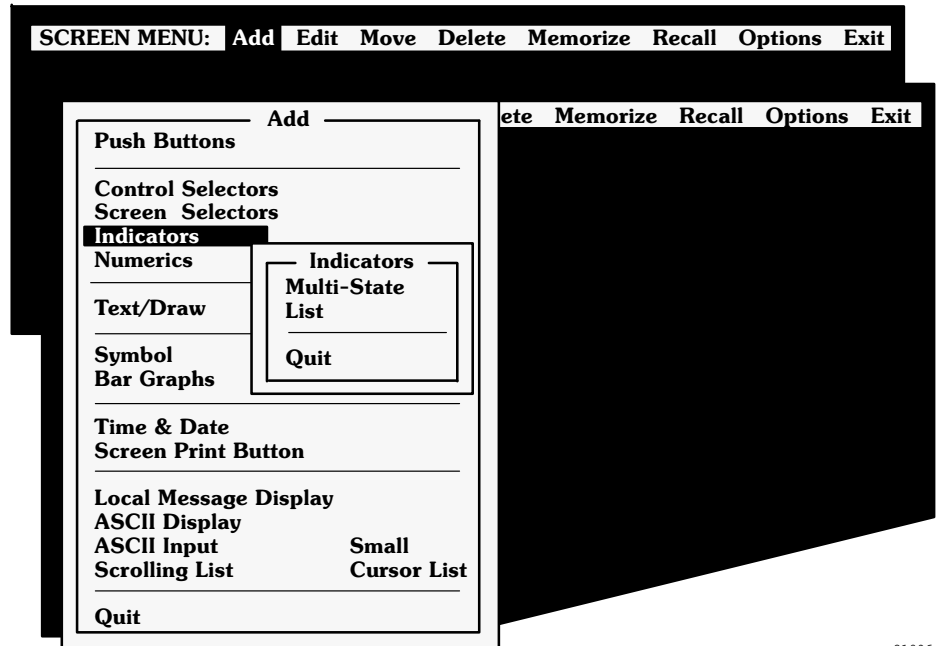 SCREEN MENU: Add Edit Move Delete Memorize Recall Options Exit
ete Memorize Recall Options Exit
Add
Push Buttons
Control Selectors
Screen Selectors
Indicators
Numerics
Text/Draw
Symbol
Bar Graphs
Time & Date
Screen Print Button
Local Message Display
ASCII Display
ASCII Input Small
Scrolling List Cursor List
Quit
Indicators
Multi-State
List
Quit